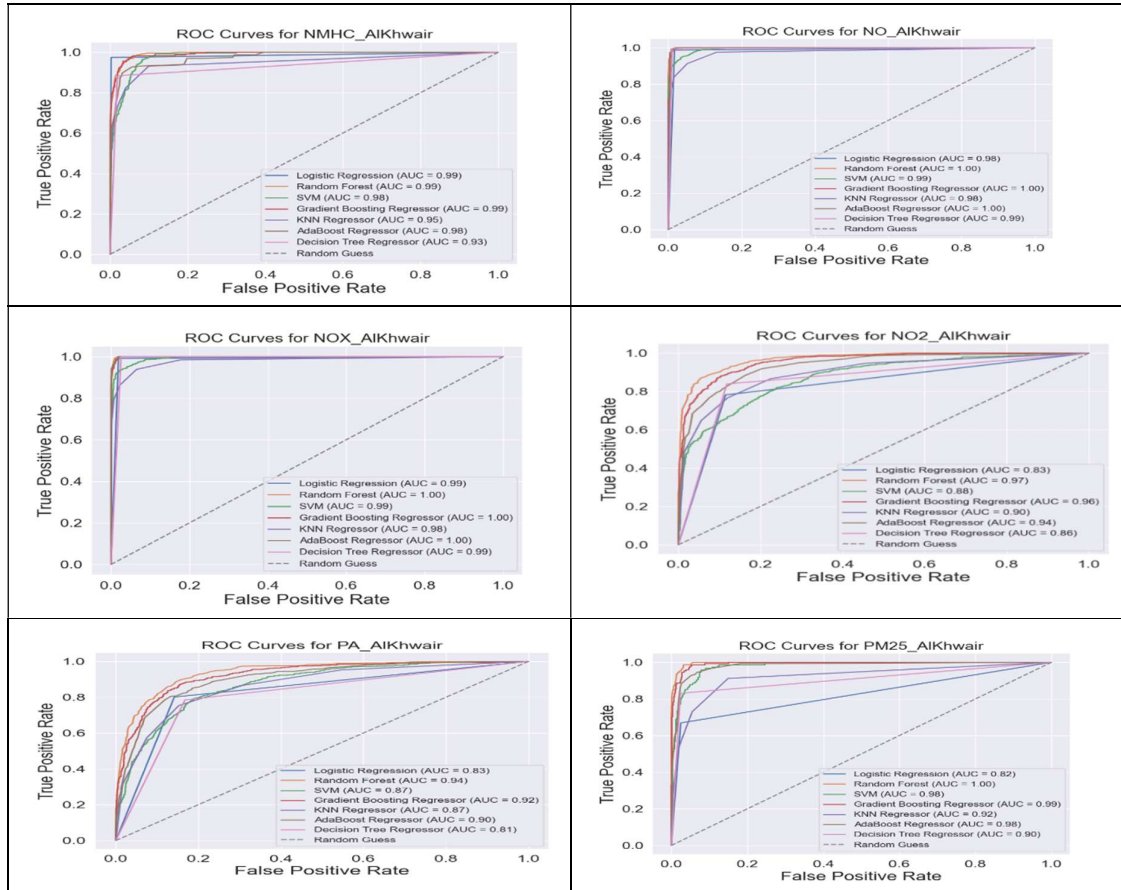 ROC Curves for NMHC_AlKhwair
True Positive Rate
1.0
0.8
0.6
0.4
0.2
0.0
Logistic Regression (AUC = 0.99)
Random Forest (AUC = 0.99)
SVM (AUC = 0.98)
Gradient Boosting Regressor (AUC = 0.99)
KNN Regressor (AUC = 0.95)
AdaBoost Regressor (AUC = 0.98)
Decision Tree Regressor (AUC = 0.93)
Random Guess
0.0 0.2 0.4 0.6 0.8 1.0
False Positive Rate
ROC Curves for NO_AlKhwair
True Positive Rate
1.0
0.8
0.6
0.4
0.2
0.0
Logistic Regression (AUC = 0.98)
Random Forest (AUC = 1.00)
SVM (AUC = 0.99)
Gradient Boosting Regressor (AUC = 1.00)
KNN Regressor (AUC = 0.98)
AdaBoost Regressor (AUC = 1.00)
Decision Tree Regressor (AUC = 0.99)
Random Guess
0.0 0.2 0.4 0.6 0.8 1.0
False Positive Rate
ROC Curves for NOX_AlKhwair
True Positive Rate
1.0
0.8
0.6
0.4
0.2
0.0
Logistic Regression (AUC = 0.99)
Random Forest (AUC = 1.00)
SVM (AUC = 0.99)
Gradient Boosting Regressor (AUC = 1.00)
KNN Regressor (AUC = 0.98)
AdaBoost Regressor (AUC = 1.00)
Decision Tree Regressor (AUC = 0.99)
Random Guess
0.0 0.2 0.4 0.6 0.8 1.0
False Positive Rate
ROC Curves for NO2_AlKhwair
True Positive Rate
1.0
0.8
0.6
0.4
0.2
0.0
Logistic Regression (AUC = 0.83)
Random Forest (AUC = 0.97)
SVM (AUC = 0.88)
Gradient Boosting Regressor (AUC = 0.96)
KNN Regressor (AUC = 0.90)
AdaBoost Regressor (AUC = 0.94)
Decision Tree Regressor (AUC = 0.86)
Random Guess
0.0 0.2 0.4 0.6 0.8 1.0
False Positive Rate
ROC Curves for PA_AlKhwair
True Positive Rate
1.0
0.8
0.6
0.4
0.2
0.0
Logistic Regression (AUC = 0.83)
Random Forest (AUC = 0.94)
SVM (AUC = 0.87)
Gradient Boosting Regressor (AUC = 0.92)
KNN Regressor (AUC = 0.87)
AdaBoost Regressor (AUC = 0.90)
Decision Tree Regressor (AUC = 0.81)
Random Guess
0.0 0.2 0.4 0.6 0.8 1.0
False Positive Rate
ROC Curves for PM25_AlKhwair
True Positive Rate
1.0
0.8
0.6
0.4
0.2
0.0
Logistic Regression (AUC = 0.82)
Random Forest (AUC = 1.00)
SVM (AUC = 0.98)
Gradient Boosting Regressor (AUC = 0.99)
KNN Regressor (AUC = 0.92)
AdaBoost Regressor (AUC = 0.98)
Decision Tree Regressor (AUC = 0.90)
Random Guess
0.0 0.2 0.4 0.6 0.8 1.0
False Positive Rate